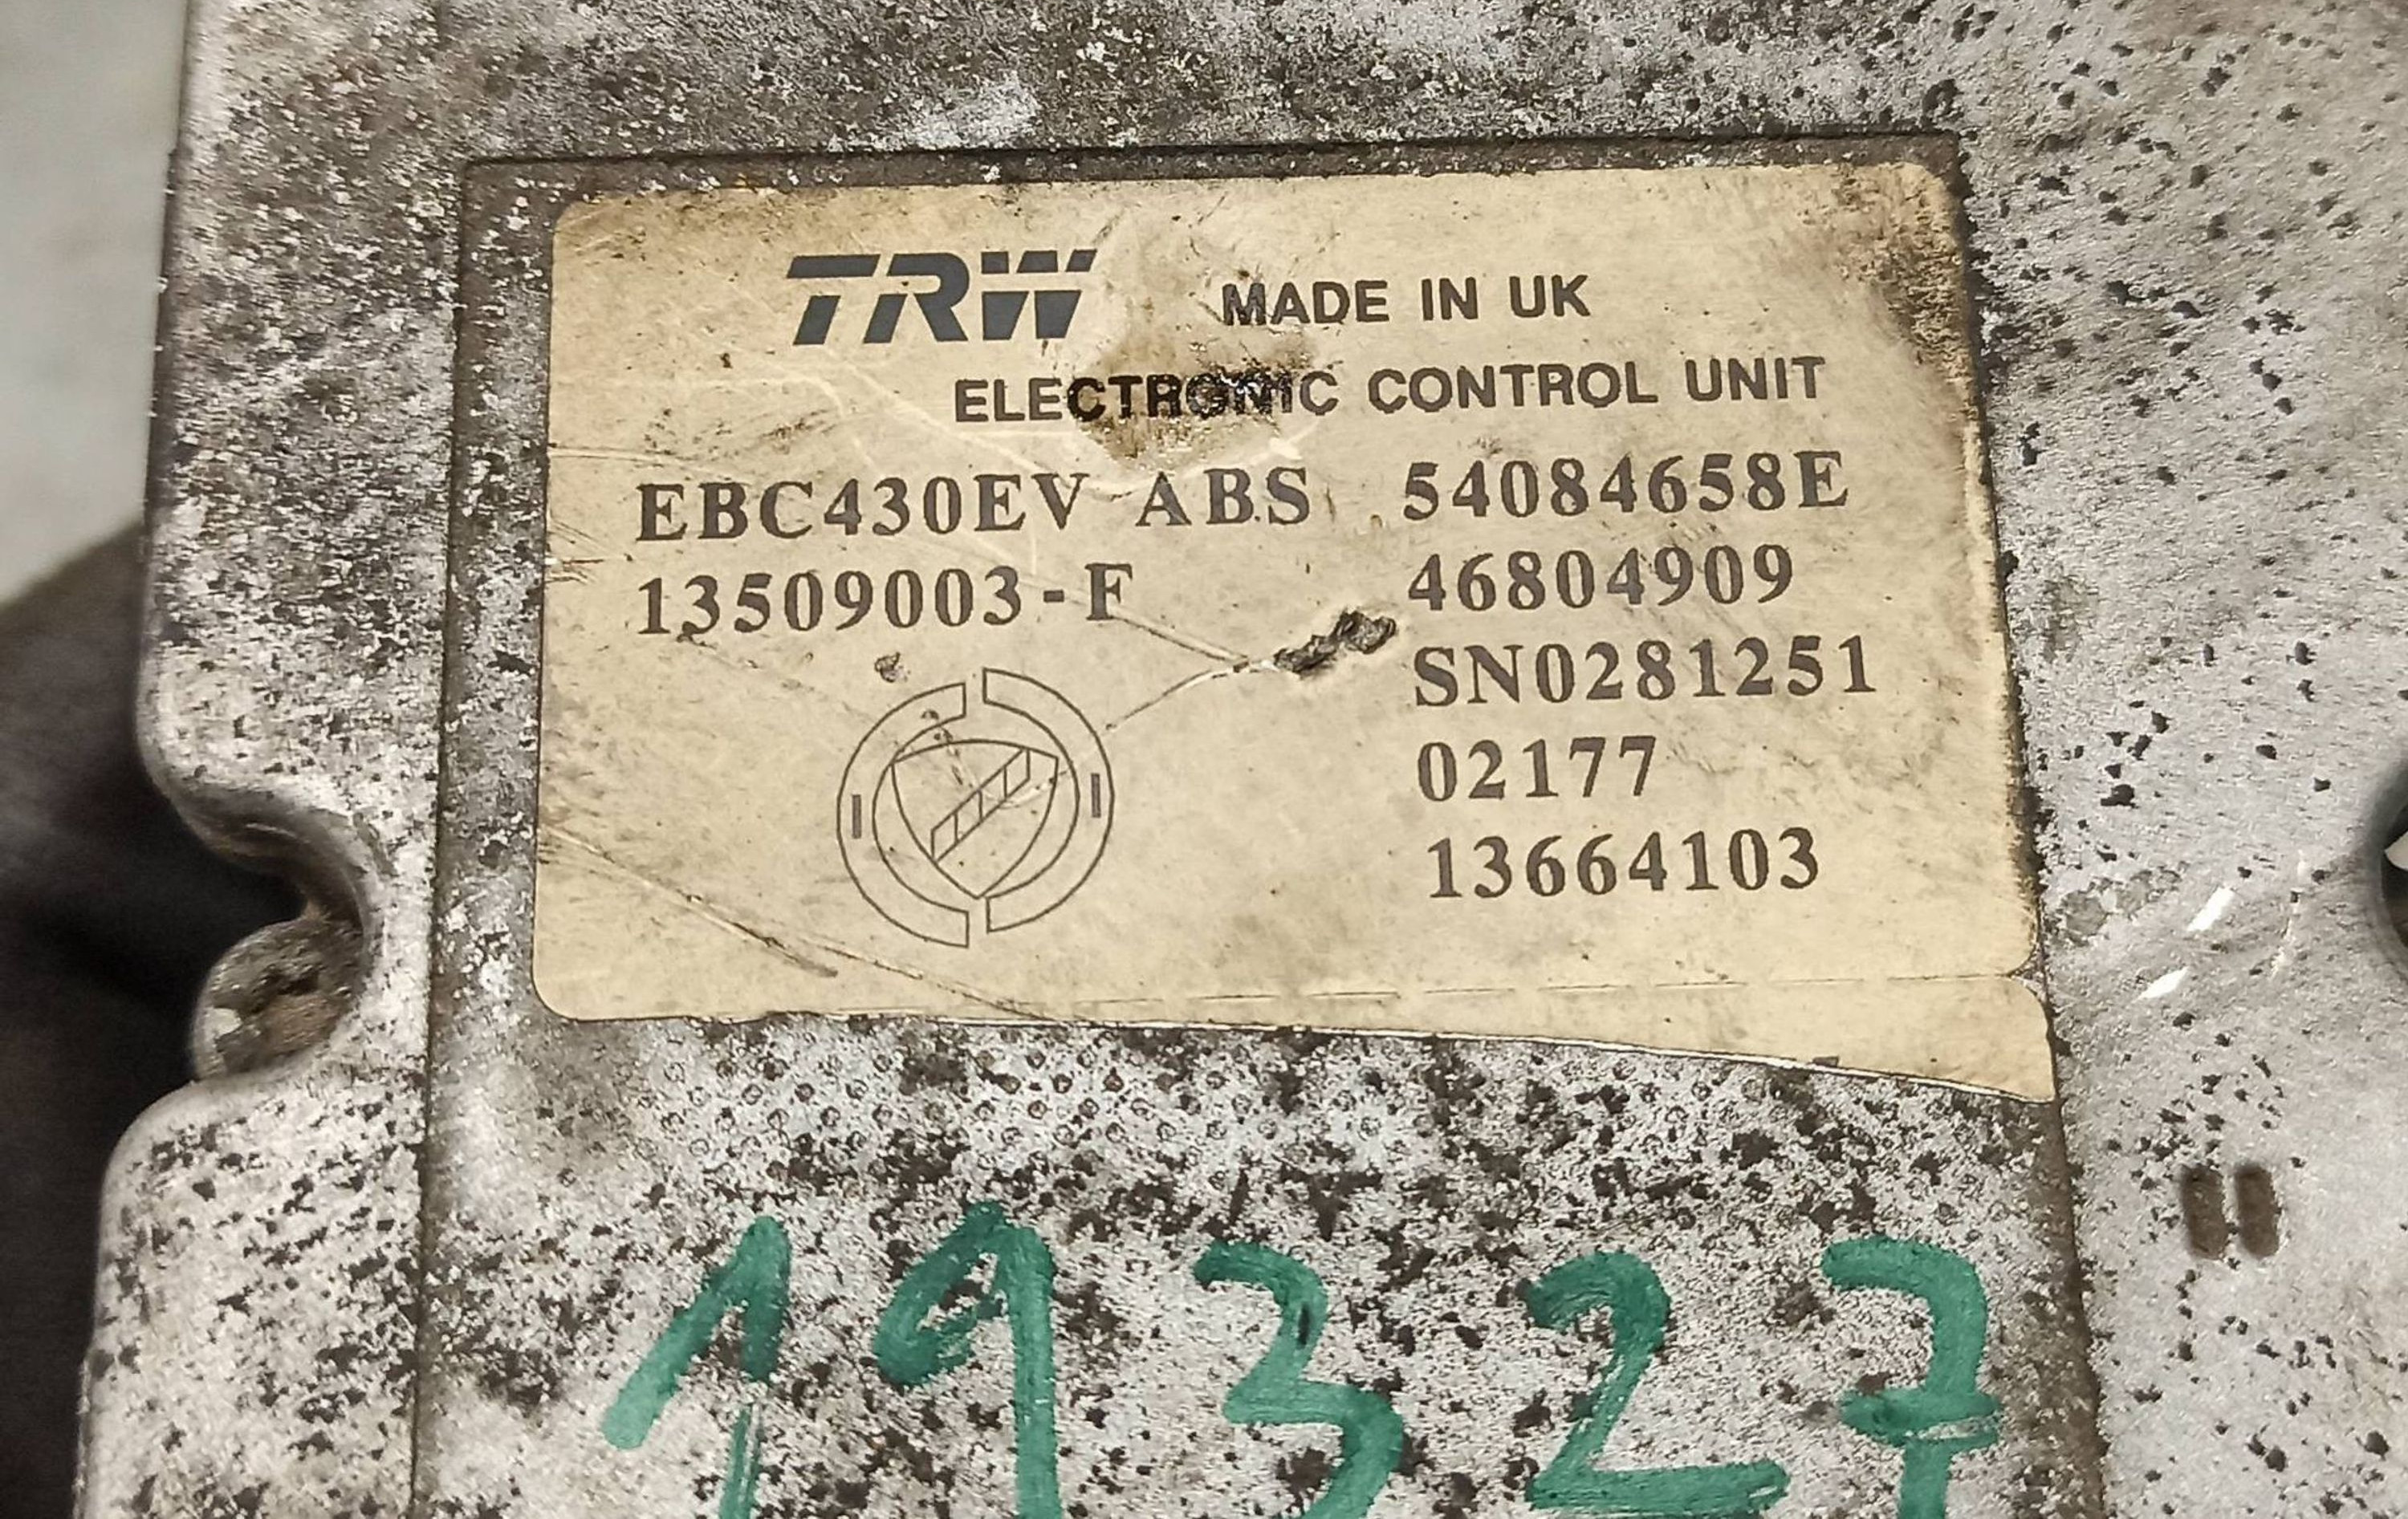 TRW MADE IN UK
ELECTRONIC CONTROL UNIT
EBC430EV ABS 54084658E
13509003-F 46804909
SN0281251
02177
13664103
19327